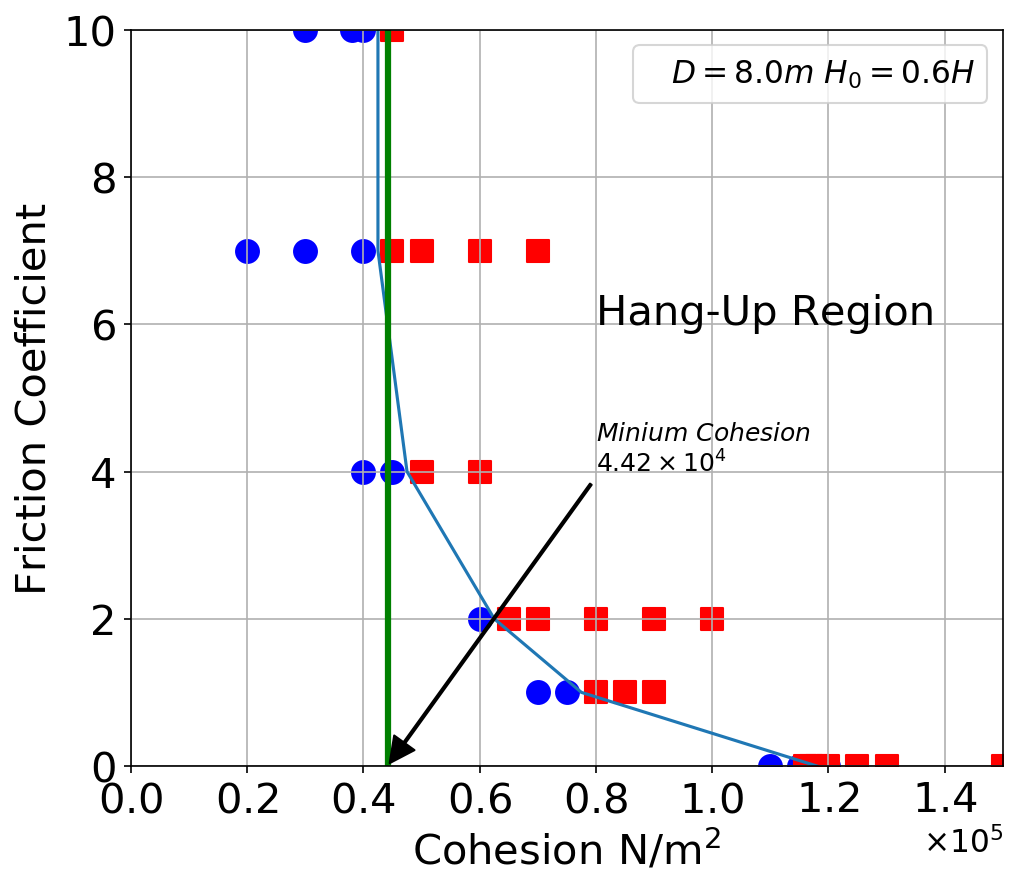 10
8
6
4
2
0
Friction Coefficient
D = 8.0m H₀ = 0.6H
Hang-Up Region
Minium Cohesion
4.42 × 10⁴
0.0 0.2 0.4 0.6 0.8 1.0 1.2 1.4
×10⁵
Cohesion N/m²